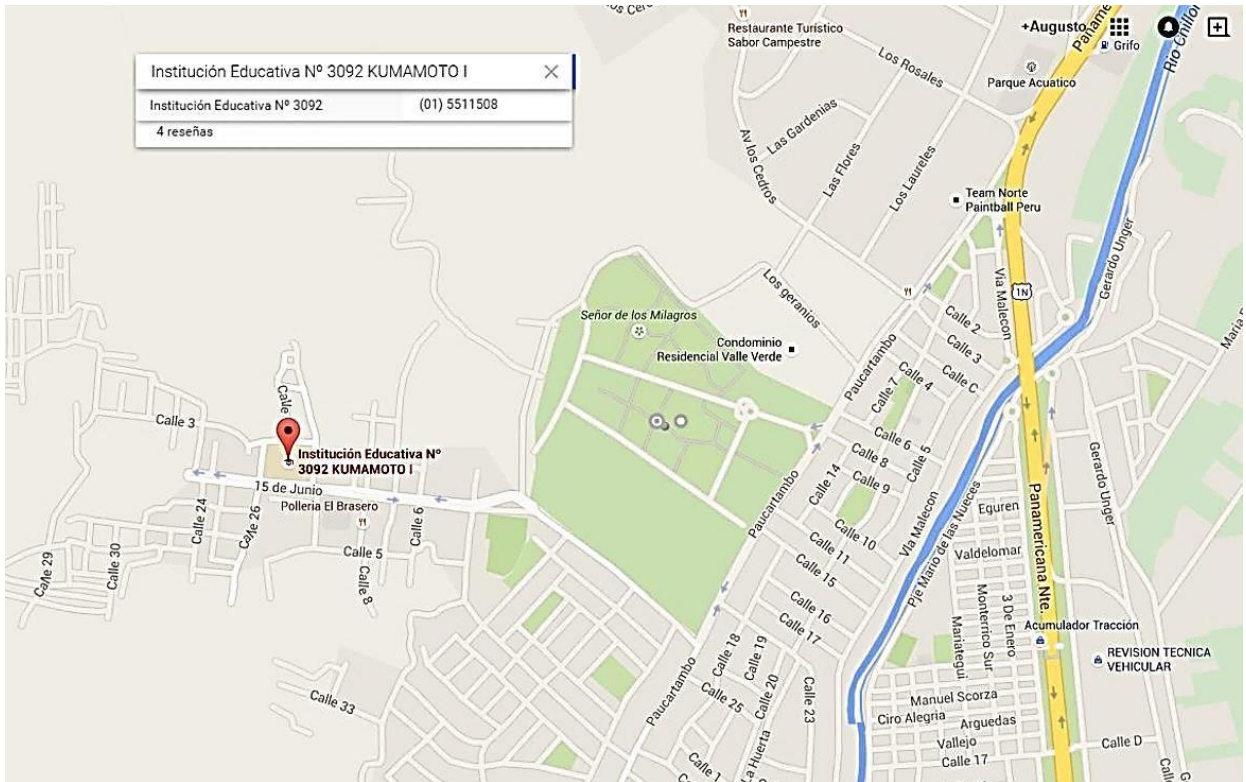 Restaurante Turístico
Sabor Campestre
+Augusto
Grifo
Río Chillón
Institución Educativa Nº 3092 KUMAMOTO I
Institución Educativa Nº 3092
(01) 5511508
4 reseñas
Los Rosales
Parque Acuatico
Las Gardenias
Av los Cedros
Las Flores
Los Laureles
Team Norte
Paintball Peru
Gerardo Unger
Via Malecon
1N
Los geranios
Señor de los Milagros
Condominio
Residencial Valle Verde
Calle 2
Calle 3
Calle C
Calle 4
Calle 7
Paucartambo
Calle 3
Institución Educativa Nº
3092 KUMAMOTO I
Calle 6
Calle 5
Calle 8
Calle 14
Calle 9
15 de Junio
Polleria El Brasero
Calle 24
Calle 26
Calle 6
Calle 5
Calle 8
Calle 29
Calle 30
Paucartambo
Calle 10
Calle 11
Calle 15
Calle 16
Calle 17
Vía Malecon
Pje Mario de las Nueces
Eguren
Valdelomar
3 De Enero
Monterrico Sur
Mariategui
Panamericana Nte.
Gerardo Unger
Acumulador Tracción
REVISION TECNICA
VEHICULAR
Calle 18
Calle 19
Calle 20
Calle 25
Calle 23
Calle 33
Paucartambo
La Huerta
Calle 1
Manuel Scorza
Ciro Alegria
Arguedas
Vallejo
Calle 17
Calle D